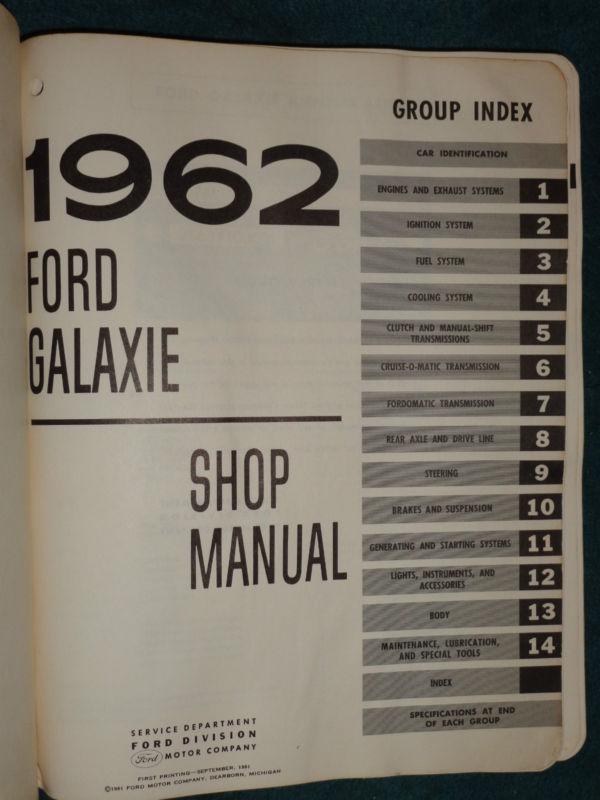 1962
FORD
GALAXIE
SHOP
MANUAL
SERVICE DEPARTMENT
FORD DIVISION
Ford MOTOR COMPANY
FIRST PRINTING—SEPTEMBER, 1961
©1961 FORD MOTOR COMPANY, DEARBORN, MICHIGAN
GROUP INDEX
CAR IDENTIFICATION
ENGINES AND EXHAUST SYSTEMS 1
IGNITION SYSTEM 2
FUEL SYSTEM 3
COOLING SYSTEM 4
CLUTCH AND MANUAL-SHIFT
TRANSMISSIONS 5
CRUISE-O-MATIC TRANSMISSION 6
FORDOMATIC TRANSMISSION 7
REAR AXLE AND DRIVE LINE 8
STEERING 9
BRAKES AND SUSPENSION 10
GENERATING AND STARTING SYSTEMS 11
LIGHTS, INSTRUMENTS, AND
ACCESSORIES 12
BODY 13
MAINTENANCE, LUBRICATION,
AND SPECIAL TOOLS 14
INDEX
SPECIFICATIONS AT END
OF EACH GROUP